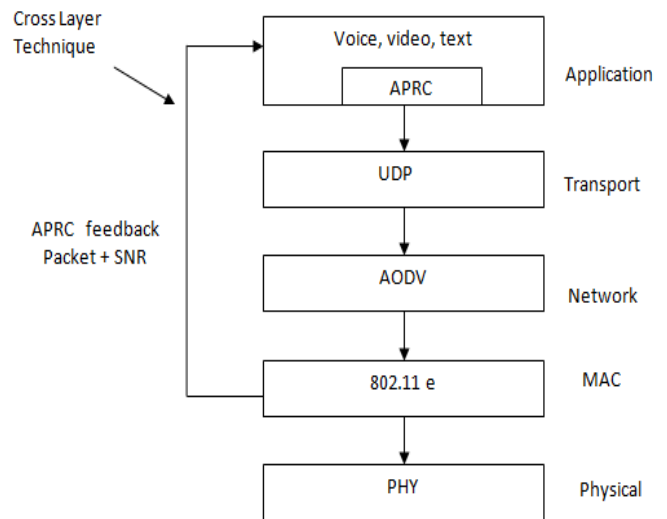 Cross Layer
Technique
Voice, video, text
APRC
Application
UDP
Transport
APRC feedback
Packet + SNR
AODV
Network
802.11 e
MAC
PHY
Physical